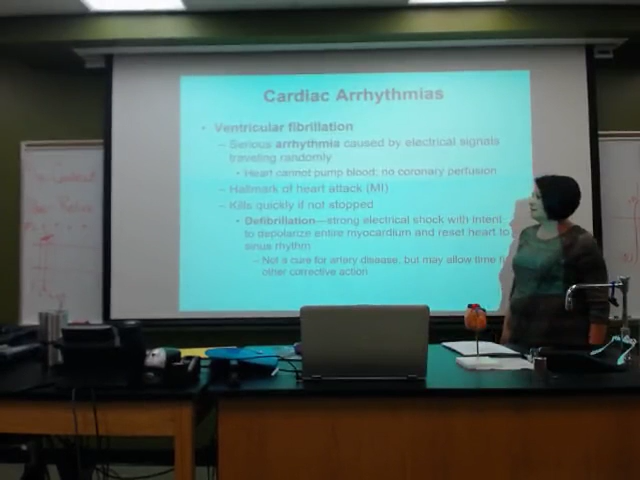 Cardiac Arrhythmias
• Ventricular fibrillation
– Serious arrhythmia caused by electrical signals
traveling randomly
• Heart cannot pump blood; no coronary perfusion
– Hallmark of heart attack (MI)
– Kills quickly if not stopped
• Defibrillation—strong electrical shock with intent
to depolarize entire myocardium and reset heart to
sinus rhythm
– Not a cure for artery disease, but may allow time
other corrective action